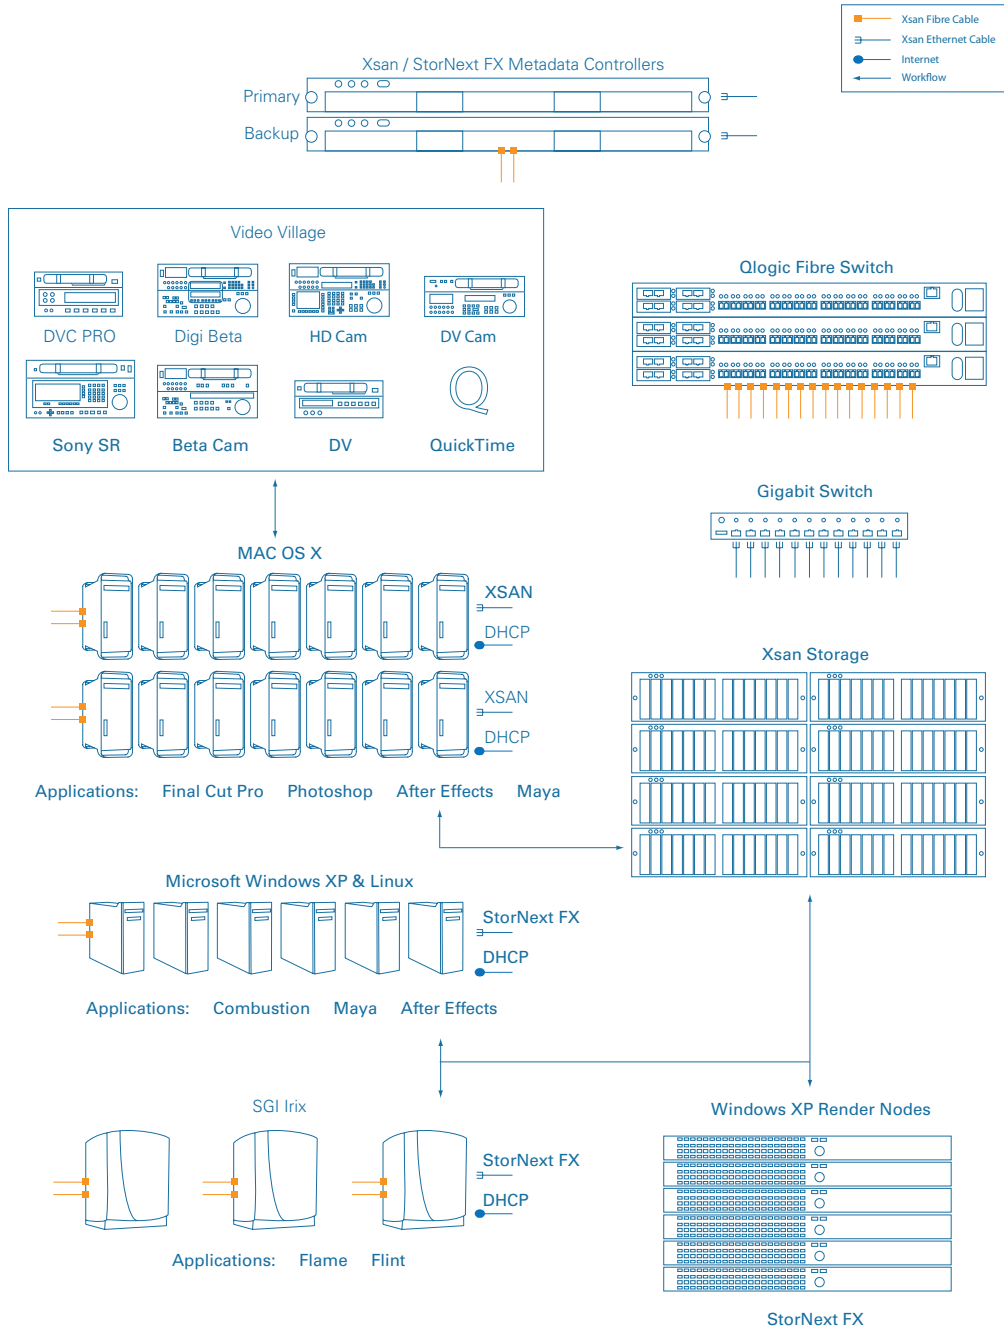 Xsan Fibre Cable
Xsan Ethernet Cable
Internet
Workflow
Xsan / StorNext FX Metadata Controllers
Primary
Backup
Video Village
DVC PRO
Digi Beta
HD Cam
DV Cam
Sony SR
Beta Cam
DV
QuickTime
Qlogic Fibre Switch
Gigabit Switch
MAC OS X
XSAN
DHCP
XSAN
DHCP
Applications: Final Cut Pro Photoshop After Effects Maya
Xsan Storage
Microsoft Windows XP & Linux
StorNext FX
DHCP
Applications: Combustion Maya After Effects
SGI Irix
StorNext FX
DHCP
Applications: Flame Flint
Windows XP Render Nodes
StorNext FX